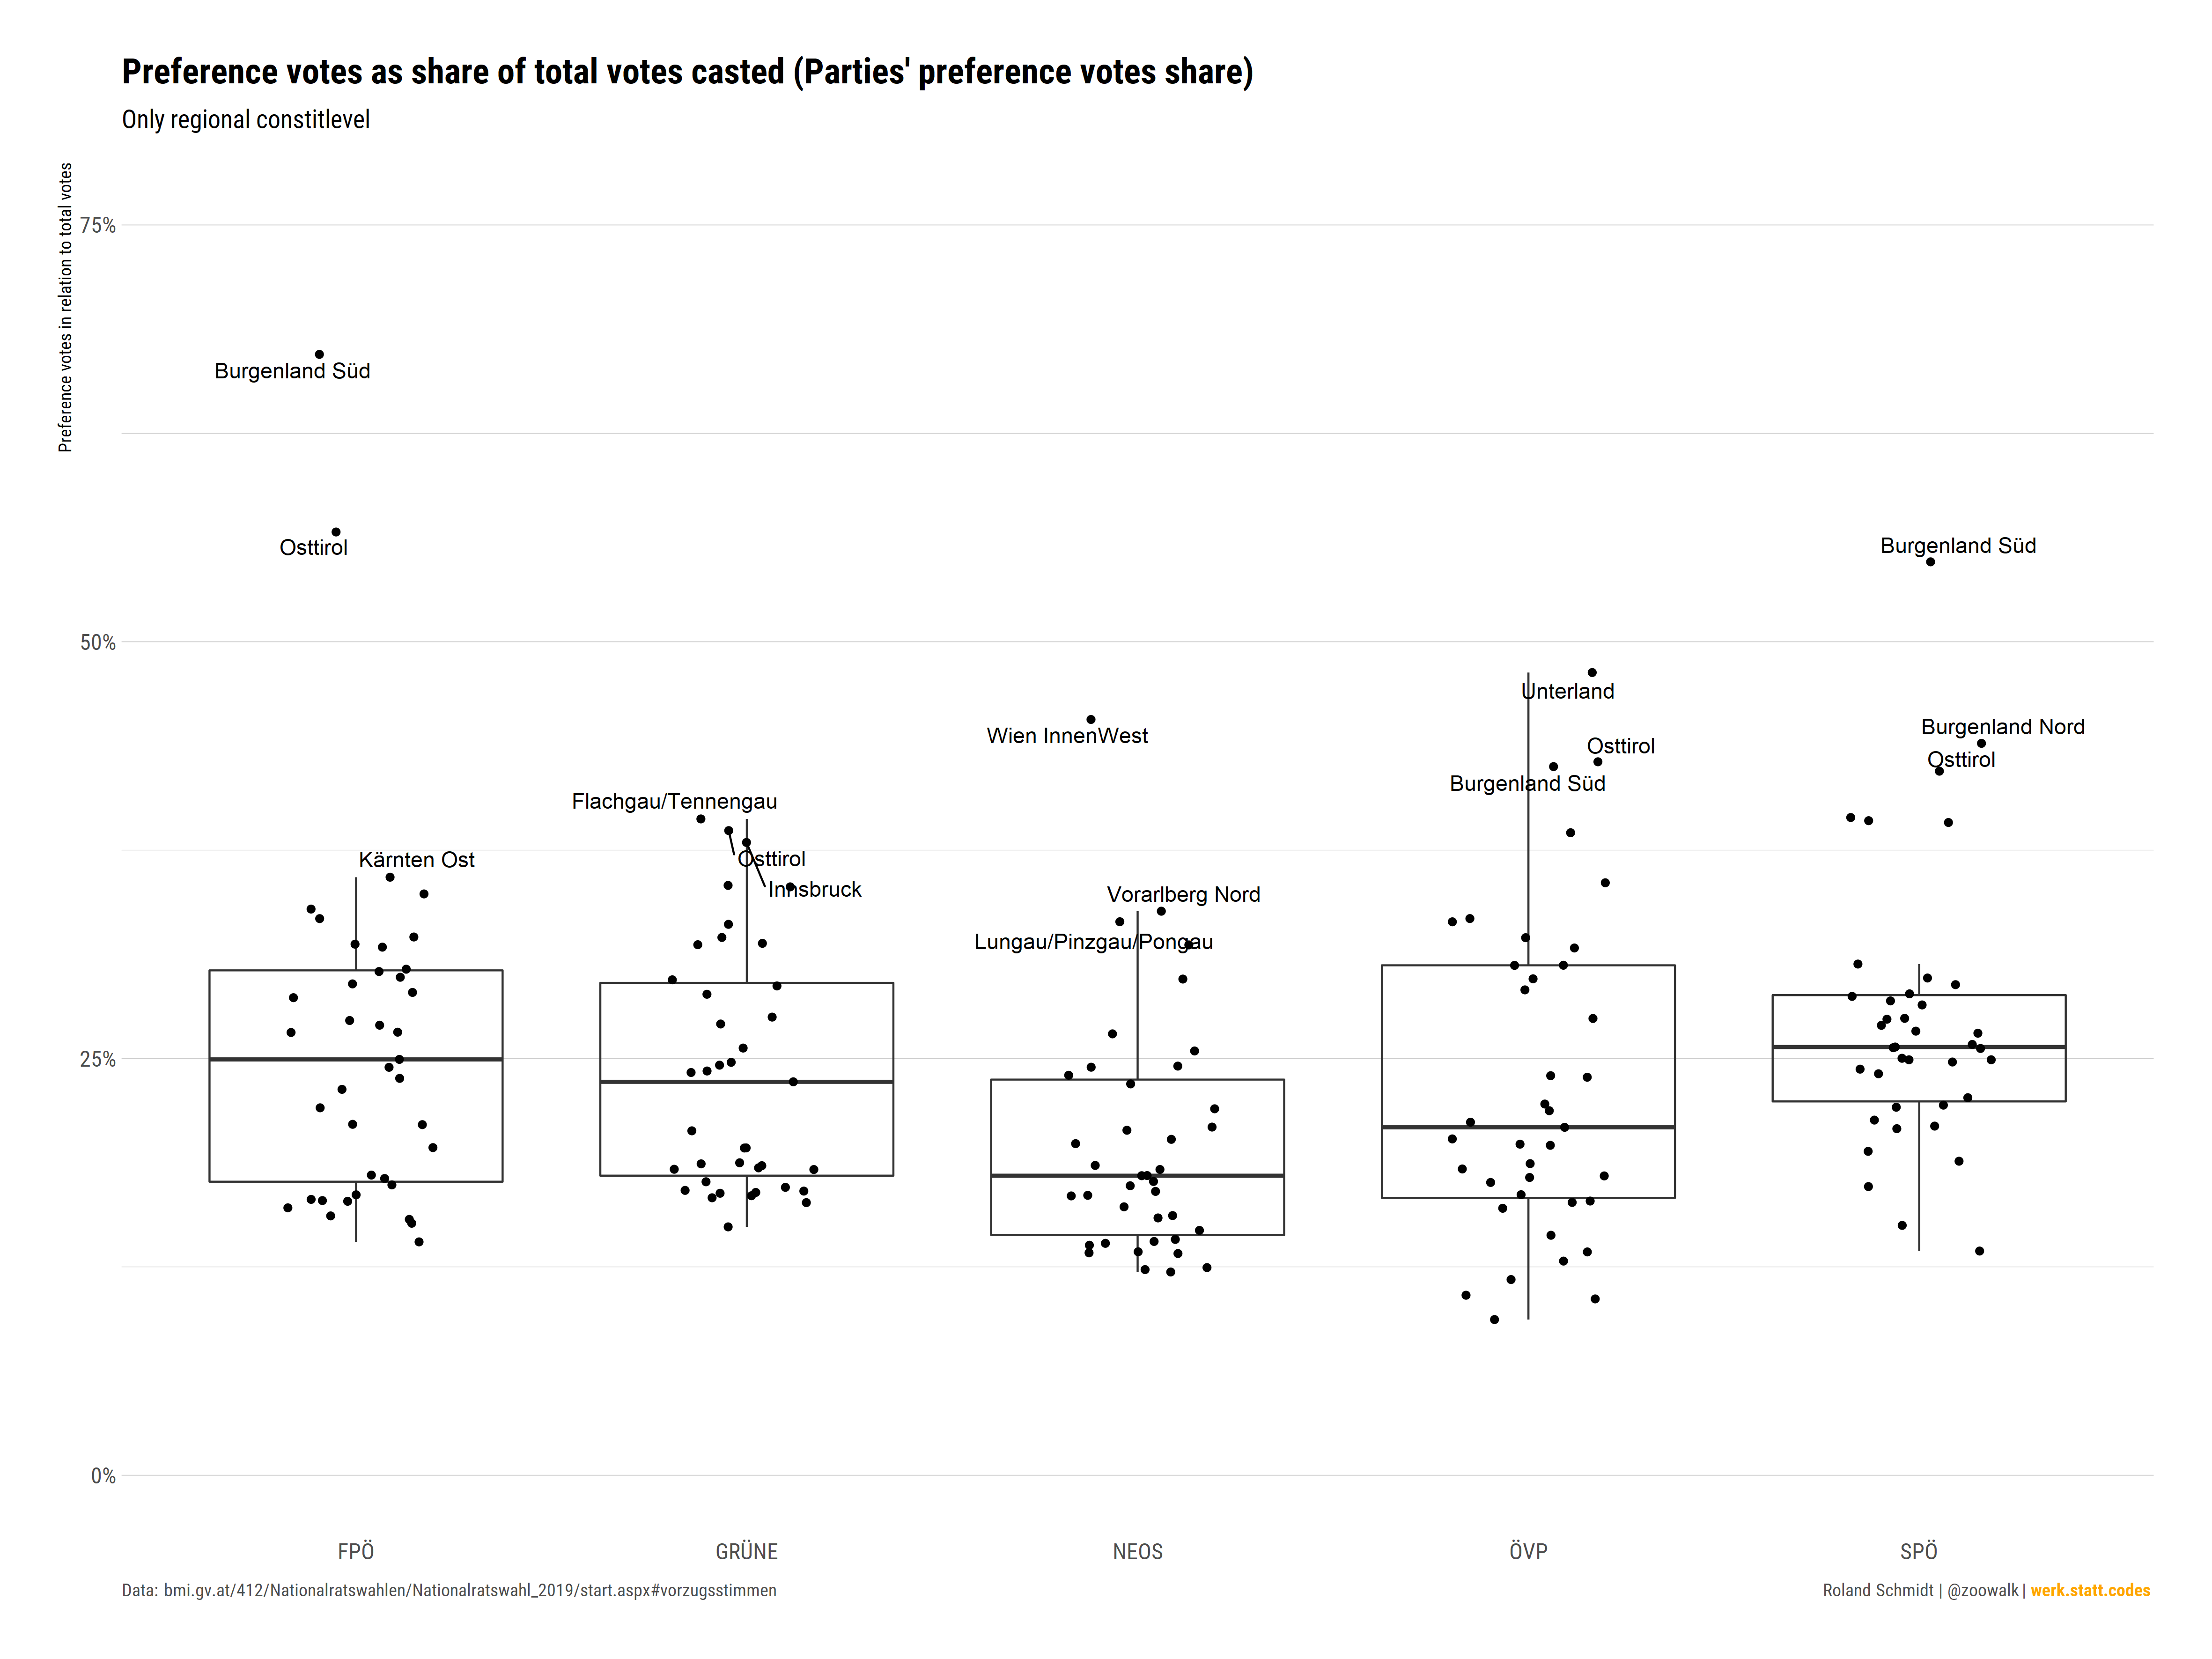 Preference votes as share of total votes casted (Parties' preference votes share)
Only regional constitlevel
Preference votes in relation to total votes
75%
Burgenland Süd
Osttirol
Burgenland Süd
50%
Unterland
Burgenland Nord
Wien InnenWest
Osttirol
Osttirol
Burgenland Süd
Flachgau/Tennengau
Kärnten Ost
Osttirol
Innsbruck
Vorarlberg Nord
Lungau/Pinzgau/Pongau
25%
0%
FPÖ
GRÜNE
NEOS
ÖVP
SPÖ
Data: bmi.gv.at/412/Nationalratswahlen/Nationalratswahl_2019/start.aspx#vorzugsstimmen
Roland Schmidt | @zoowalk | werk.statt.codes